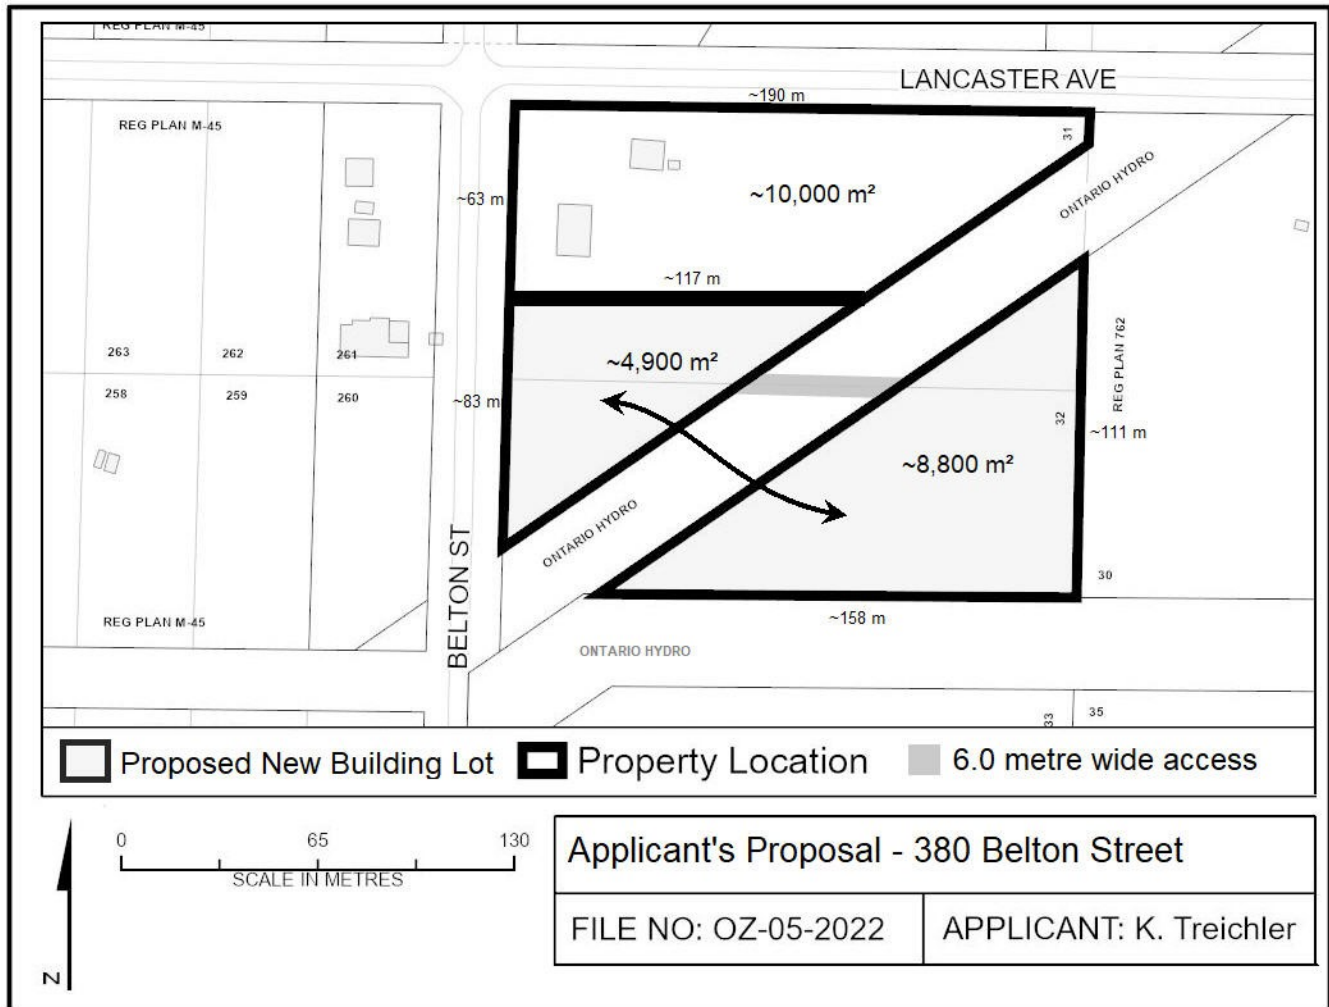 REG PLAN M-45
LANCASTER AVE
~190 m
REG PLAN M-45
31
ONTARIO HYDRO
~63 m
~10,000 m²
~117 m
REG PLAN 762
263
262
261
~4,900 m²
258
259
260
~83 m
32
~111 m
~8,800 m²
ONTARIO HYDRO
BELTON ST
30
REG PLAN M-45
~158 m
ONTARIO HYDRO
33
35
Proposed New Building Lot
Property Location
6.0 metre wide access
0 65 130
SCALE IN METRES
Z
Applicant's Proposal - 380 Belton Street
FILE NO: OZ-05-2022
APPLICANT: K. Treichler